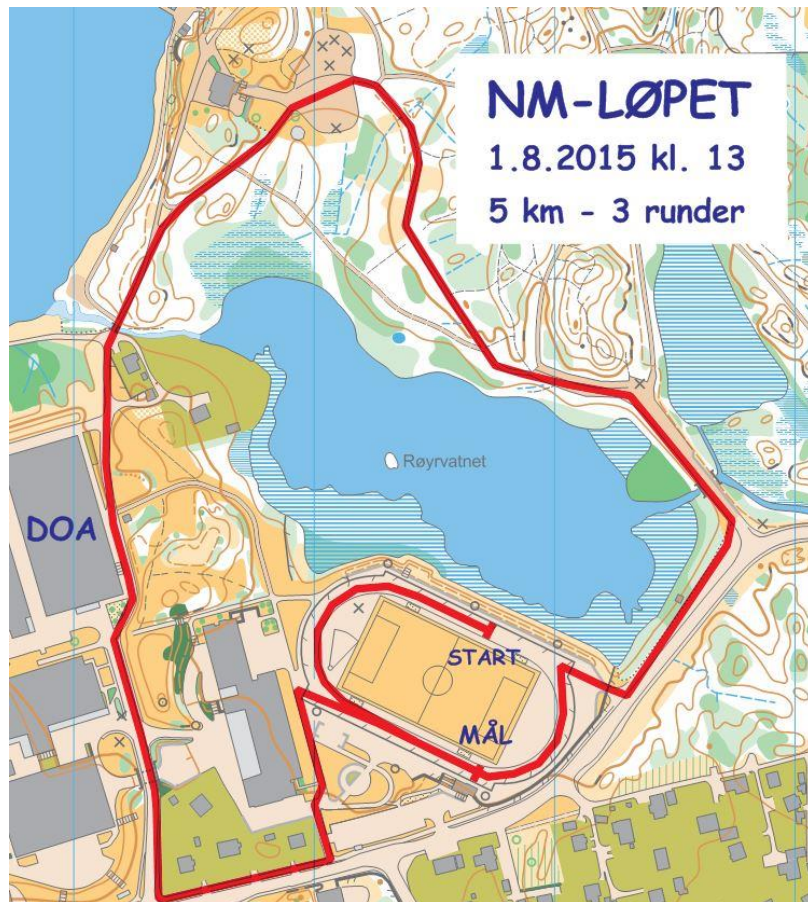 NM-LØPET
1.8.2015 kl. 13
5 km - 3 runder
Røyrvatnet
DOA
START
MÅL